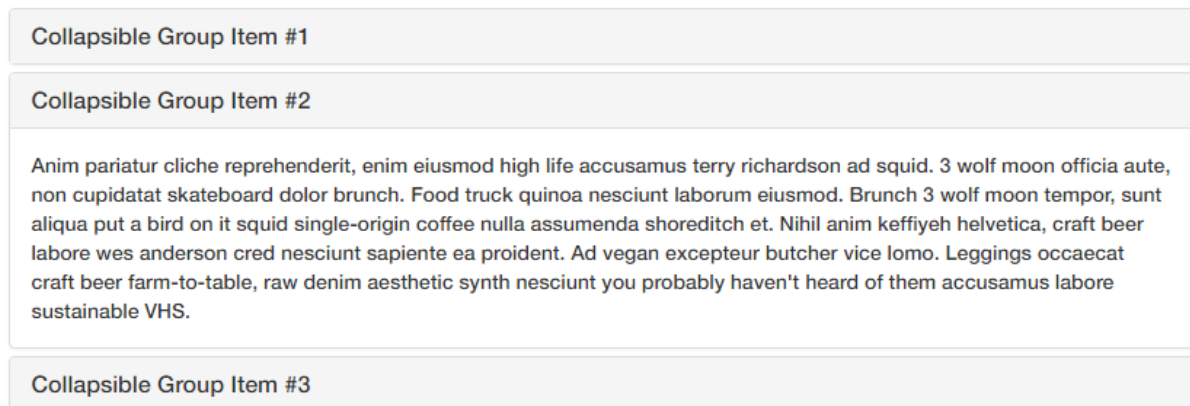 Collapsible Group Item #1
Collapsible Group Item #2
Anim pariatur cliche reprehenderit, enim eiusmod high life accusamus terry richardson ad squid. 3 wolf moon officia aute,
non cupidatat skateboard dolor brunch. Food truck quinoa nesciunt laborum eiusmod. Brunch 3 wolf moon tempor, sunt
aliqua put a bird on it squid single-origin coffee nulla assumenda shoreditch et. Nihil anim keffiyeh helvetica, craft beer
labore wes anderson cred nesciunt sapiente ea proident. Ad vegan excepteur butcher vice lomo. Leggings occaecat
craft beer farm-to-table, raw denim aesthetic synth nesciunt you probably haven't heard of them accusamus labore
sustainable VHS.
Collapsible Group Item #3